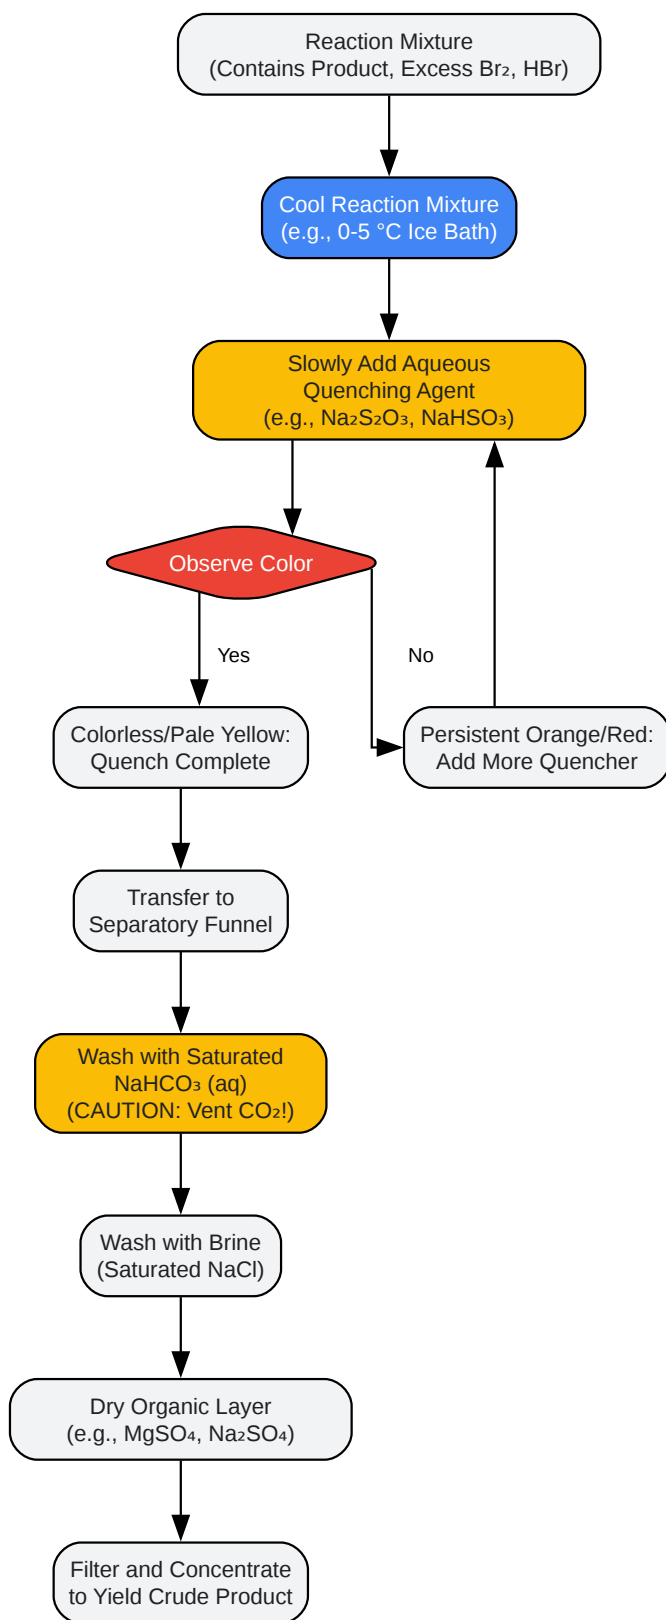 Reaction Mixture
(Contains Product, Excess Br₂, HBr)
Cool Reaction Mixture
(e.g., 0-5 °C Ice Bath)
Slowly Add Aqueous
Quenching Agent
(e.g., Na₂S₂O₃, NaHSO₃)
Observe Color
Yes
No
Colorless/Pale Yellow:
Quench Complete
Persistent Orange/Red:
Add More Quencher
Transfer to
Separatory Funnel
Wash with Saturated
NaHCO₃ (aq)
(CAUTION: Vent CO₂!)
Wash with Brine
(Saturated NaCl)
Dry Organic Layer
(e.g., MgSO₄, Na₂SO₄)
Filter and Concentrate
to Yield Crude Product